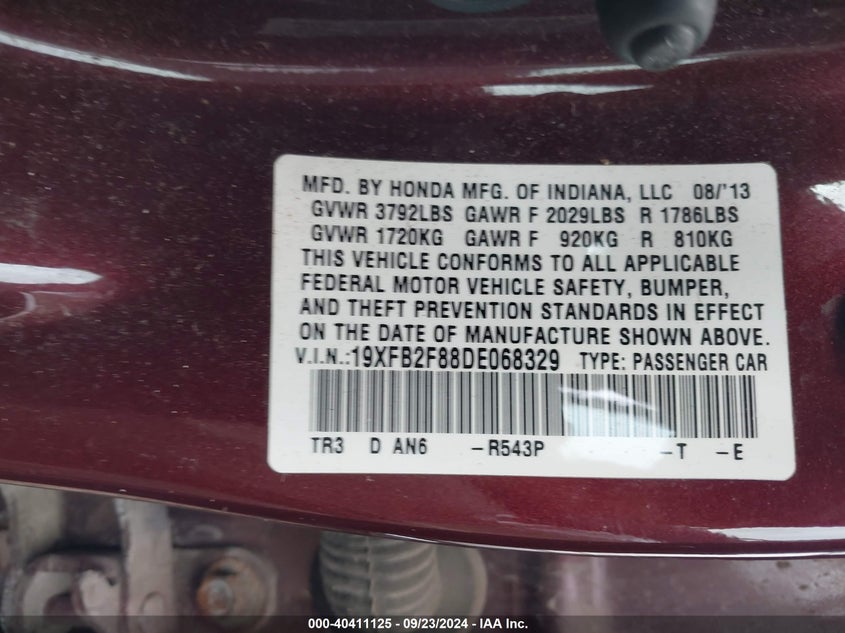 MFD. BY HONDA MFG. OF INDIANA, LLC 08/'13
GVWR 3792LBS GAWR F 2029LBS R 1786LBS
GVWR 1720KG GAWR F 920KG R 810KG
THIS VEHICLE CONFORMS TO ALL APPLICABLE
FEDERAL MOTOR VEHICLE SAFETY, BUMPER,
AND THEFT PREVENTION STANDARDS IN EFFECT
ON THE DATE OF MANUFACTURE SHOWN ABOVE.
V.I.N.:19XFB2F88DE068329 TYPE: PASSENGER CAR
TR3 D AN6 -R543P -T -E
000-40411125 - 09/23/2024 - IAA Inc.